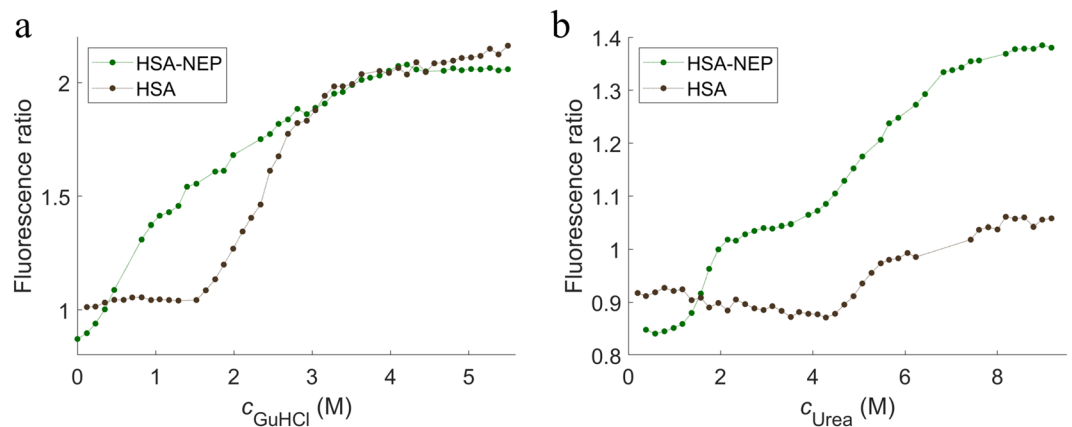 a
HSA-NEP
HSA
Fluorescence ratio
2
1.5
1
0 1 2 3 4 5
cGuHCl (M)
b
HSA-NEP
HSA
Fluorescence ratio
1.4
1.3
1.2
1.1
1
0.9
0.8
0 2 4 6 8
cUrea (M)